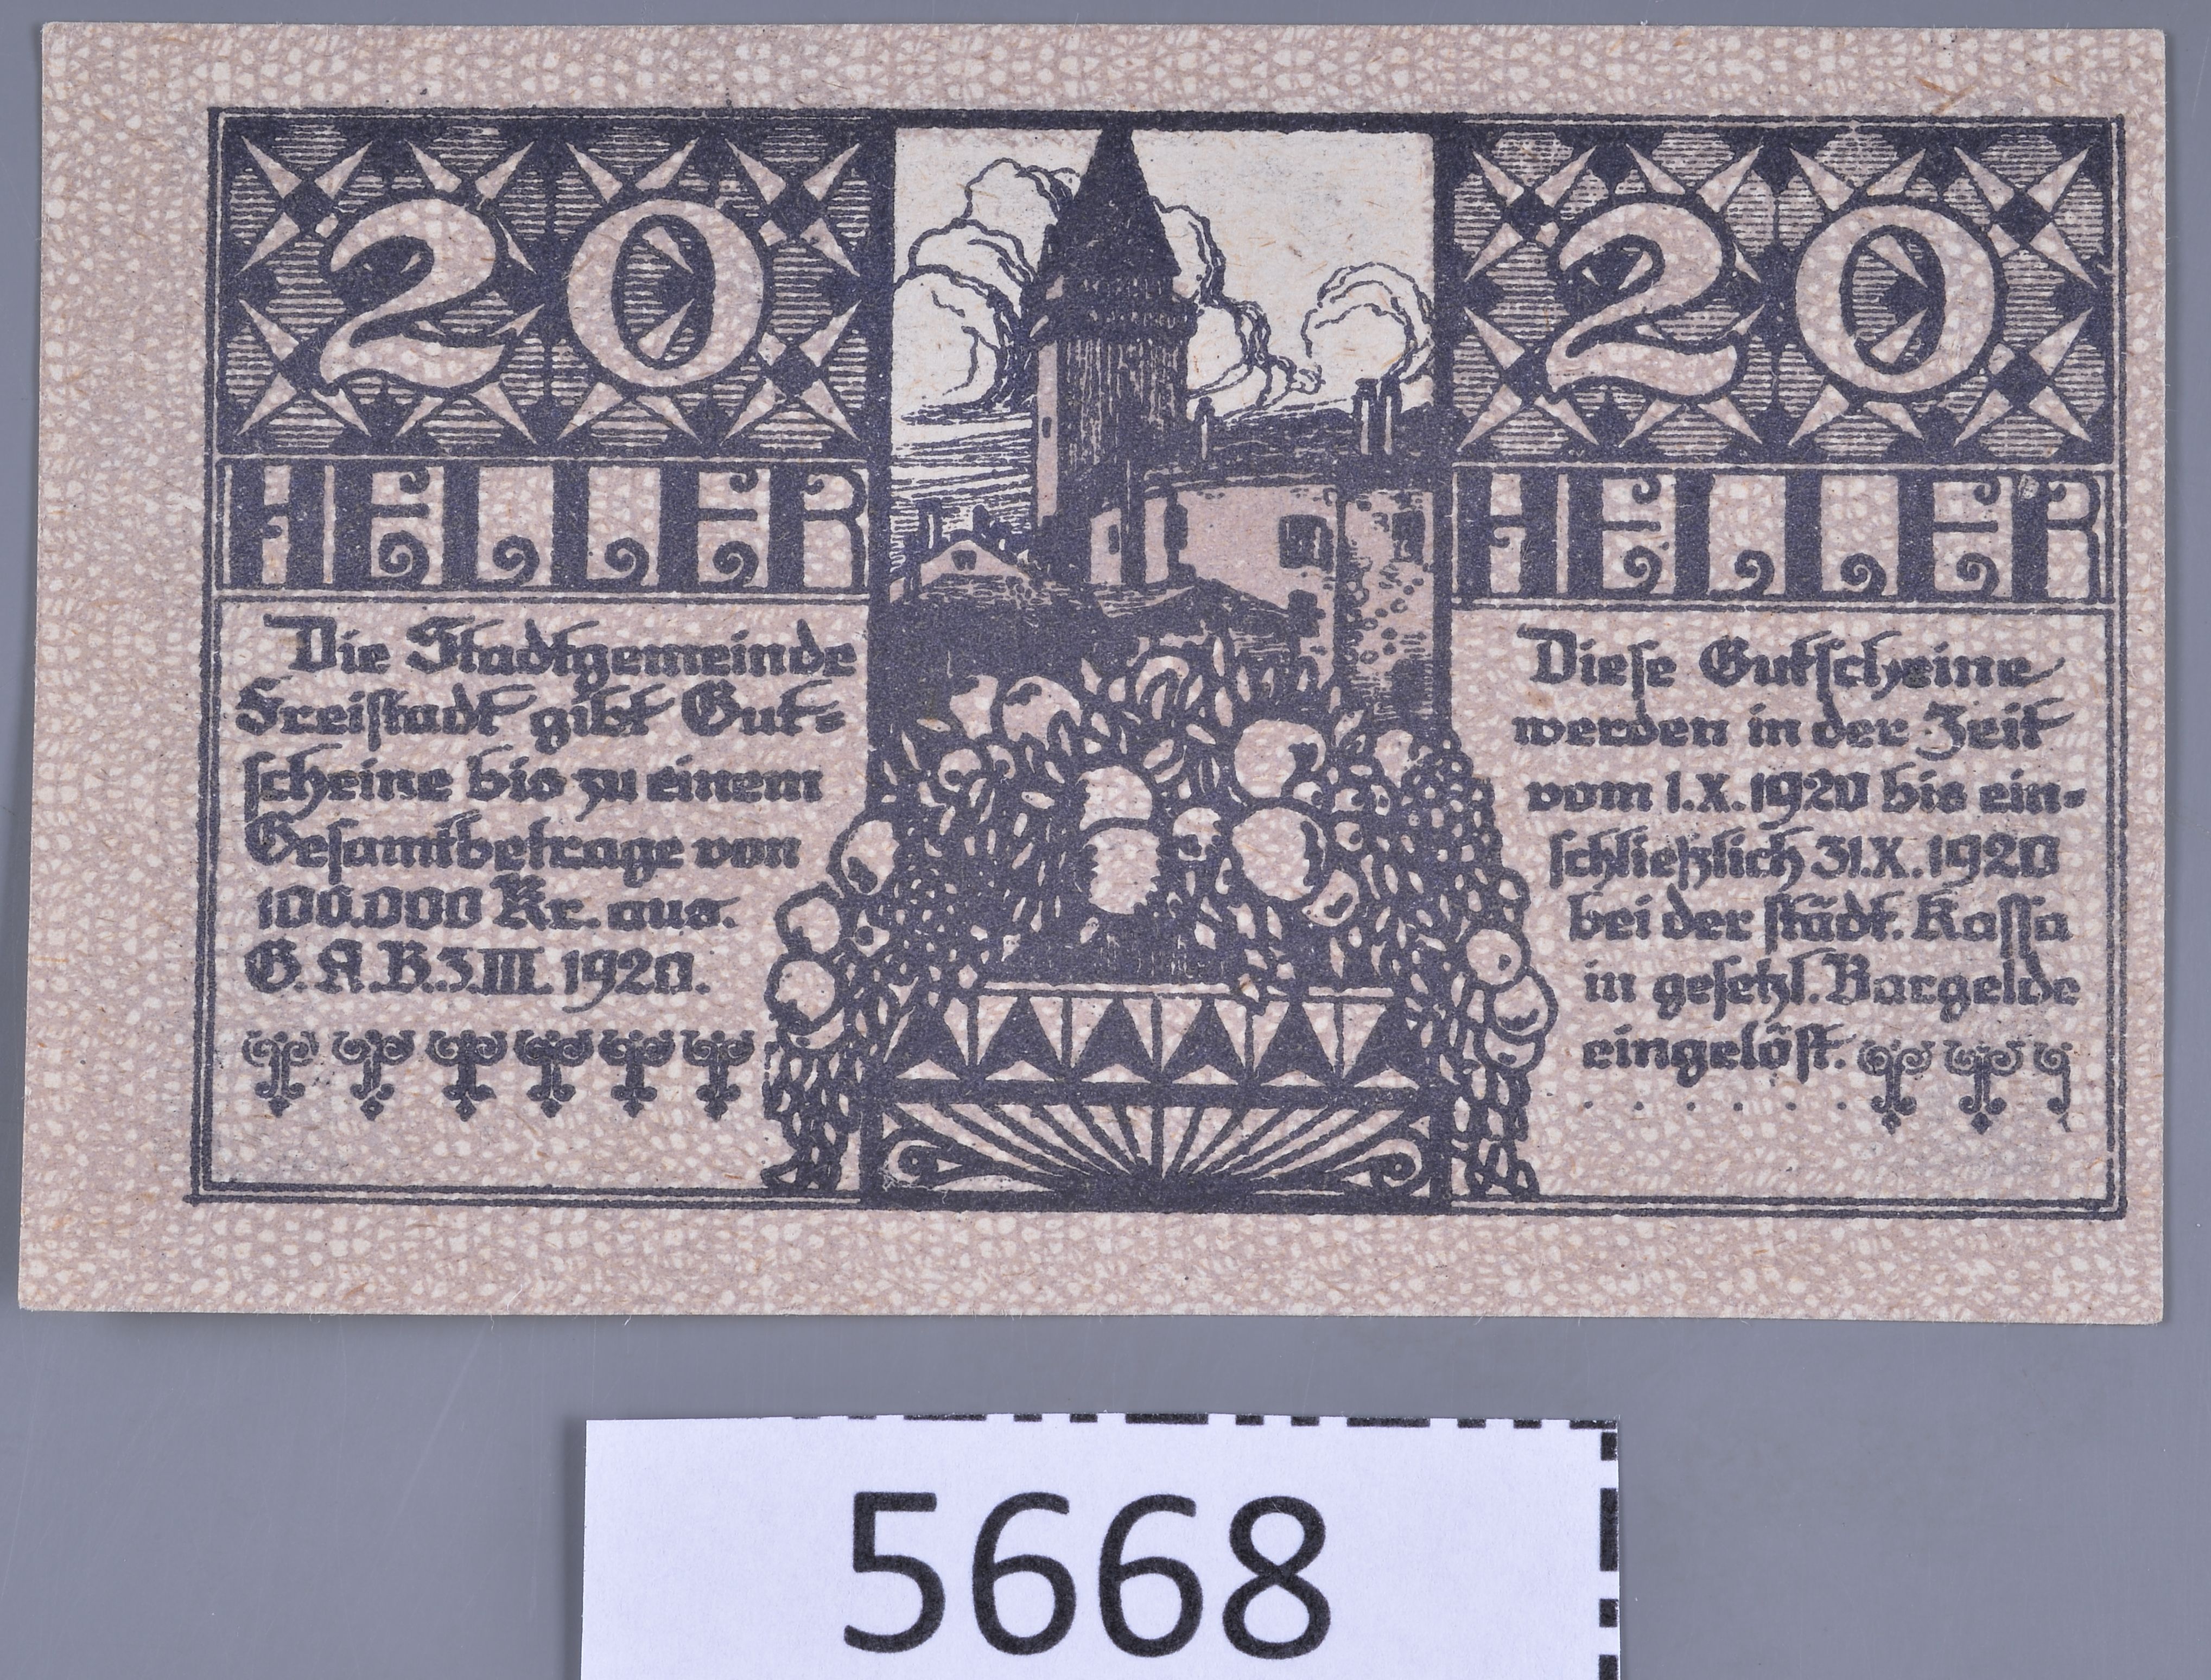 20
HELLER
Die Stadtgemeinde
Freistadt gibt Gut-
scheine bis zu einem
Gesamtbetrage von
100.000 Kr. aus.
G.A.B.3.III.1920.
20
HELLER
Diese Gutscheine
werden in der Zeit
vom 1.X.1920 bis ein-
schließlich 31.X.1920
bei der städt. Kassa
in gesetzl. Bargelde
eingelöst.
5668